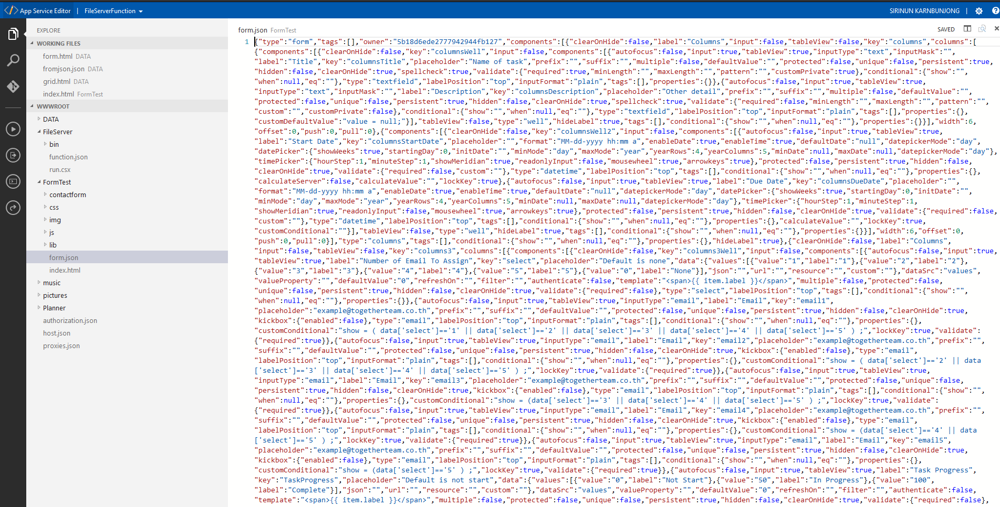 App Service Editor | FileServerFunction
SIRINUN KARNBUNJONG |
EXPLORE
WORKING FILES
form.html DATA
fromjson.json DATA
grid.html DATA
index.html FormTest
WWWROOT
DATA
FileServer
bin
function.json
run.csx
FormTest
contactform
css
img
js
lib
form.json
index.html
music
pictures
Planner
authorization.json
host.json
proxies.json
form.json FormTest
SAVED
1
{"type":"form","tags":[],"owner":"5b18d6ede2777942944fb127","components":[{"clearOnHide":false,"label":"Columns","input":false,"tableView":false,"key":"columns","columns":[
{"components":[{"clearOnHide":false,"key":"columnsWell","input":false,"components":[{"autofocus":false,"input":true,"tableView":true,"inputType":"text","inputMask":"",
"label":"Title","key":"columnsTitle","placeholder":"Name of task","prefix":"","suffix":"","multiple":false,"defaultValue":"","protected":false,"unique":false,"persistent":true,
"hidden":false,"clearOnHide":true,"spellcheck":true,"validate":{"required":true,"minLength":"","maxLength":"","pattern":"","customPrivate":true},"conditional":{"show":"",
"when":null,"eq":""},"type":"textfield","labelPosition":"top","inputFormat":"plain","tags":[],"properties":{}},{"autofocus":false,"input":true,"tableView":true,
"inputType":"text","inputMask":"","label":"Description","key":"columnsDescription","placeholder":"Other detail","prefix":"","suffix":"","multiple":false,"defaultValue":"",
"protected":false,"unique":false,"persistent":true,"hidden":false,"clearOnHide":true,"spellcheck":true,"validate":{"required":false,"minLength":"","maxLength":"","pattern":"",
"custom":"","customPrivate":false},"conditional":{"show":"","when":null,"eq":""},"type":"textfield","labelPosition":"top","inputFormat":"plain","tags":[],"properties":{},
"customDefaultValue":"value = null;"}],"tableView":false,"type":"well","hideLabel":true,"tags":[],"conditional":{"show":"","when":null,"eq":""},"properties":{}}],"width":6,
"offset":0,"push":0,"pull":0},{"components":[{"clearOnHide":false,"key":"columnsWell2","input":false,"components":[{"autofocus":false,"input":true,"tableView":true,
"label":"Start Date","key":"columnsStartDate","placeholder":"","format":"MM-dd-yyyy hh:mm a","enableDate":true,"enableTime":true,"defaultDate":"null","datepickerMode":"day",
"datePicker":{"showWeeks":true,"startingDay":0,"initDate":"","minMode":"day","maxMode":"year","yearRows":4,"yearColumns":5,"minDate":null,"maxDate":null,"datepickerMode":"day"},
"timePicker":{"hourStep":1,"minuteStep":1,"showMeridian":true,"readonlyInput":false,"mousewheel":true,"arrowkeys":true},"protected":false,"persistent":true,"hidden":false,
"clearOnHide":true,"validate":{"required":false,"custom":""},"type":"datetime","labelPosition":"top","tags":[],"conditional":{"show":"","when":null,"eq":""},"properties":{},
"calculateServer":false,"calculateValue":"","lockKey":true},{"autofocus":false,"input":true,"tableView":true,"label":"Due Date","key":"columnsDueDate","placeholder":"",
"format":"MM-dd-yyyy hh:mm a","enableDate":true,"enableTime":true,"defaultDate":"null","datepickerMode":"day","datePicker":{"showWeeks":true,"startingDay":0,"initDate":"",
"minMode":"day","maxMode":"year","yearRows":4,"yearColumns":5,"minDate":null,"maxDate":null,"datepickerMode":"day"},"timePicker":{"hourStep":1,"minuteStep":1,
"showMeridian":true,"readonlyInput":false,"mousewheel":true,"arrowkeys":true},"protected":false,"persistent":true,"hidden":false,"clearOnHide":true,"validate":{"required":false,
"custom":""},"type":"datetime","labelPosition":"top","tags":[],"conditional":{"show":"","when":null,"eq":""},"properties":{},"calculateValue":"","lockKey":true,
"customConditional":""}],"tableView":false,"type":"well","hideLabel":true,"tags":[],"conditional":{"show":"","when":null,"eq":""},"properties":{}}],"width":6,"offset":0,
"push":0,"pull":0}],"type":"columns","tags":[],"conditional":{"show":"","when":null,"eq":""},"properties":{},"hideLabel":true},{"clearOnHide":false,"label":"Columns",
"input":false,"tableView":false,"key":"columns3","columns":[{"components":[{"clearOnHide":false,"key":"columns3Well","input":false,"components":[{"autofocus":false,"input":true,
"tableView":true,"label":"Number of Email To Assign","key":"select","placeholder":"Default is none","data":{"values":[{"value":"1","label":"1"},{"value":"2","label":"2"},
{"value":"3","label":"3"},{"value":"4","label":"4"},{"value":"5","label":"5"},{"value":"0","label":"None"}],"json":"","url":"","resource":"","custom":""},"dataSrc":"values",
"valueProperty":"","defaultValue":"0","refreshOn":"","filter":"","authenticate":false,"template":"<span>{{ item.label }}</span>","multiple":false,"protected":false,
"unique":false,"persistent":true,"hidden":false,"clearOnHide":true,"validate":{"required":false},"type":"select","labelPosition":"top","tags":[],"conditional":{"show":"",
"when":null,"eq":""},"properties":{}},{"autofocus":false,"input":true,"tableView":true,"inputType":"email","label":"Email","key":"email1",
"placeholder":"example@togetherteam.co.th","prefix":"","suffix":"","defaultValue":"","protected":false,"unique":false,"persistent":true,"hidden":false,"clearOnHide":true,
"kickbox":{"enabled":false},"type":"email","labelPosition":"top","inputFormat":"plain","tags":[],"conditional":{"show":"","when":null,"eq":""},"properties":{},
"customConditional":"show = ( data['select']=='1' || data['select']=='2' || data['select']=='3' || data['select']=='4' || data['select']=='5' ) ;","lockKey":true,"validate":
{"required":true}},{"autofocus":false,"input":true,"tableView":true,"inputType":"email","label":"Email","key":"email2","placeholder":"example@togetherteam.co.th","prefix":"",
"suffix":"","defaultValue":"","protected":false,"unique":false,"persistent":true,"hidden":false,"clearOnHide":true,"kickbox":{"enabled":false},"type":"email",
"labelPosition":"top","inputFormat":"plain","tags":[],"conditional":{"show":"","when":null,"eq":""},"properties":{},"customConditional":"show = ( data['select']=='2' || data
['select']=='3' || data['select']=='4' || data['select']=='5' ) ;","lockKey":true,"validate":{"required":true}},{"autofocus":false,"input":true,"tableView":true,
"inputType":"email","label":"Email","key":"email3","placeholder":"example@togetherteam.co.th","prefix":"","suffix":"","defaultValue":"","protected":false,"unique":false,
"persistent":true,"hidden":false,"clearOnHide":true,"kickbox":{"enabled":false},"type":"email","labelPosition":"top","inputFormat":"plain","tags":[],"conditional":{"show":"",
"when":null,"eq":""},"properties":{},"customConditional":"show = (data['select']=='3' || data['select']=='4' || data['select']=='5' ) ;","lockKey":true,"validate":
{"required":true}},{"autofocus":false,"input":true,"tableView":true,"inputType":"email","label":"Email","key":"email4","placeholder":"example@togetherteam.co.th","prefix":"",
"suffix":"","defaultValue":"","protected":false,"unique":false,"persistent":true,"hidden":false,"clearOnHide":true,"kickbox":{"enabled":false},"type":"email",
"labelPosition":"top","inputFormat":"plain","tags":[],"conditional":{"show":"","when":null,"eq":""},"properties":{},"customConditional":"show = (data['select']=='4' || data
['select']=='5' ) ;","lockKey":true,"validate":{"required":true}},{"autofocus":false,"input":true,"tableView":true,"inputType":"email","label":"Email","key":"email5",
"placeholder":"example@togetherteam.co.th","prefix":"","suffix":"","defaultValue":"","protected":false,"unique":false,"persistent":true,"hidden":false,"clearOnHide":true,
"kickbox":{"enabled":false},"type":"email","labelPosition":"top","inputFormat":"plain","tags":[],"conditional":{"show":"","when":null,"eq":""},"properties":{},
"customConditional":"show = (data['select']=='5' ) ;","lockKey":true,"validate":{"required":true}},{"autofocus":false,"input":true,"tableView":true,"label":"Task Progress",
"key":"TaskProgress","placeholder":"Default is not start","data":{"values":[{"value":"0","label":"Not Start"},{"value":"50","label":"In Progress"},{"value":"100",
"label":"Complete"}],"json":"","url":"","resource":"","custom":""},"dataSrc":"values","valueProperty":"","defaultValue":"0","refreshOn":"","filter":"","authenticate":false,
"template":"<span>{{ item.label }}</span>","multiple":false,"protected":false,"unique":false,"persistent":true,"hidden":false,"clearOnHide":true,"validate":{"required":false},